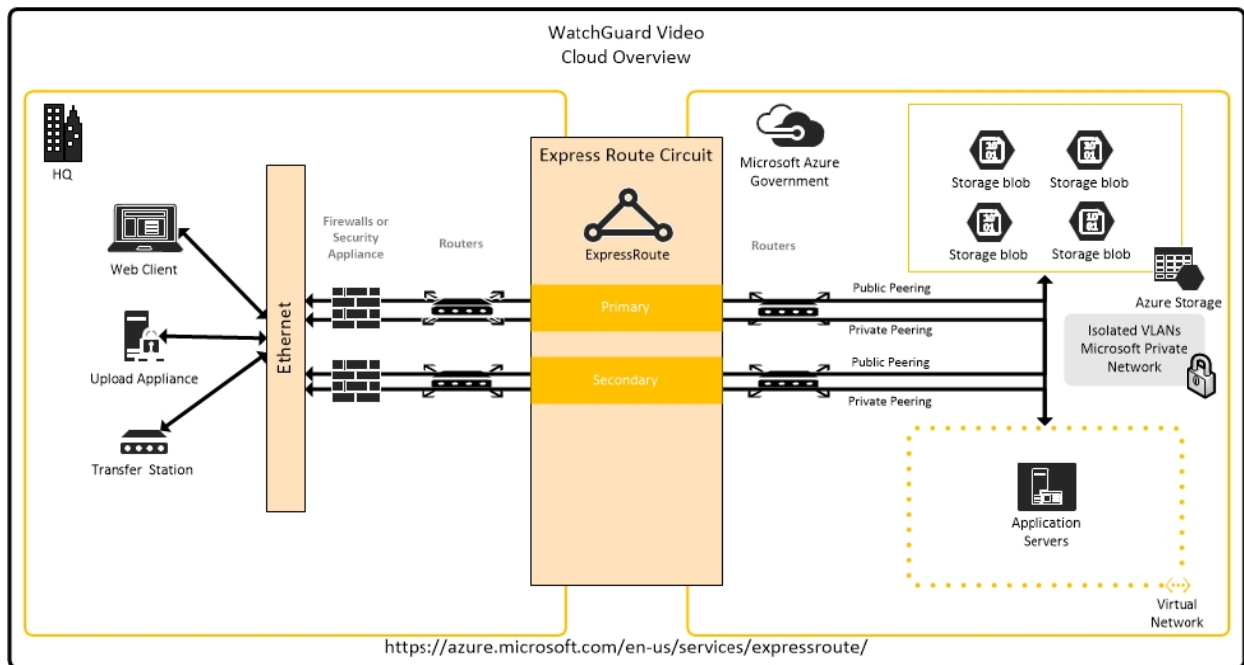 WatchGuard Video
Cloud Overview
HQ
Web Client
Upload Appliance
Transfer Station
Ethernet
Firewalls or
Security
Appliance
Routers
Express Route Circuit
ExpressRoute
Primary
Secondary
Microsoft Azure
Government
Routers
Public Peering
Private Peering
Public Peering
Private Peering
Storage blob
Storage blob
Storage blob
Storage blob
Azure Storage
Isolated VLANs
Microsoft Private
Network
Application
Servers
Virtual
Network
https://azure.microsoft.com/en-us/services/expressroute/